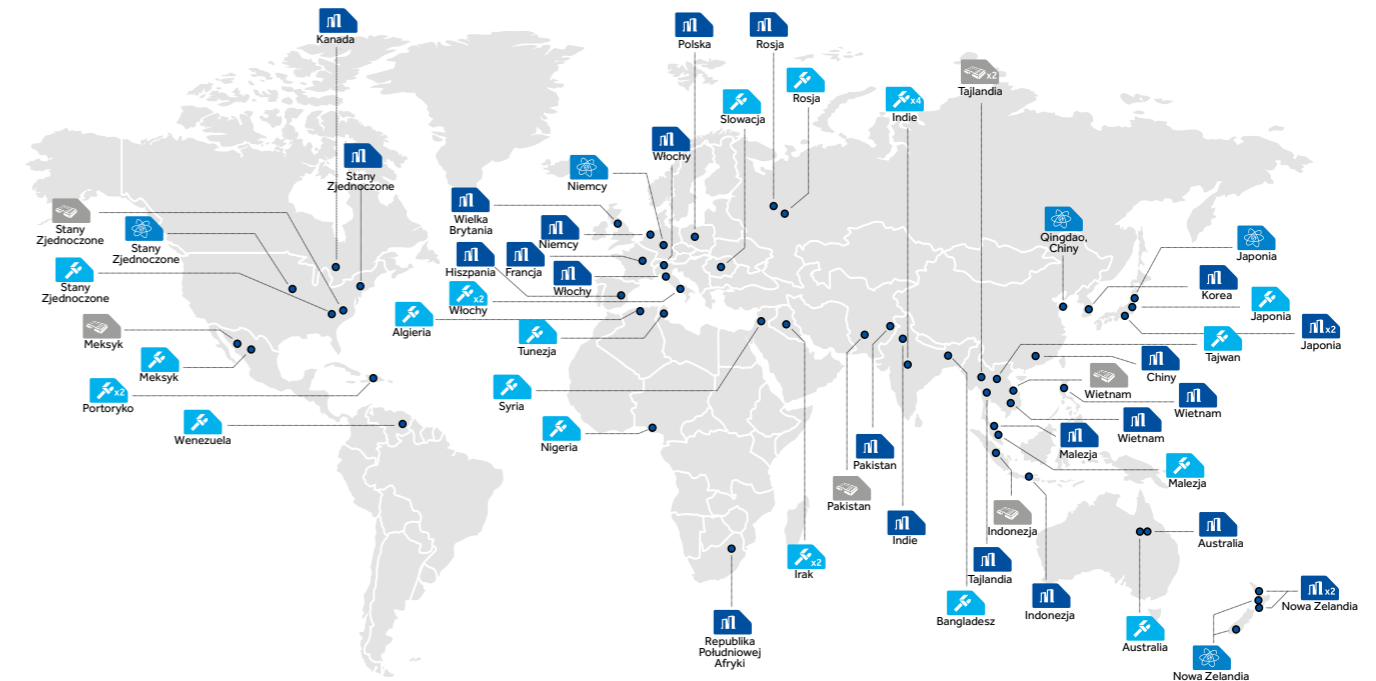 Kanada
Polska
Rosja
x2
Tajlandia
Rosja
x4
Indie
Slowacja
Włochy
Stany
Zjednoczone
Niemcy
Wielka
Brytania
Stany
Zjednoczone
Stany
Zjednoczone
Niemcy
Qingdao,
Chiny
Japonia
Hiszpania
Francja
Włochy
Stany
Zjednoczone
x2
Włochy
Korea
Japonia
Algieria
Tunezja
Meksyk
Tajwan
x2
Japonia
Meksyk
Chiny
x2
Portoryko
Syria
Wietnam
Wietnam
Wenezuela
Nigeria
Wietnam
Malezja
Pakistan
Malezja
Pakistan
Indonezja
Indie
Australia
x2
Irak
Tajlandia
Bangladesz
Indonezja
x2
Nowa Zelandia
Republika
Południowej
Afryki
Australia
Nowa Zelandia